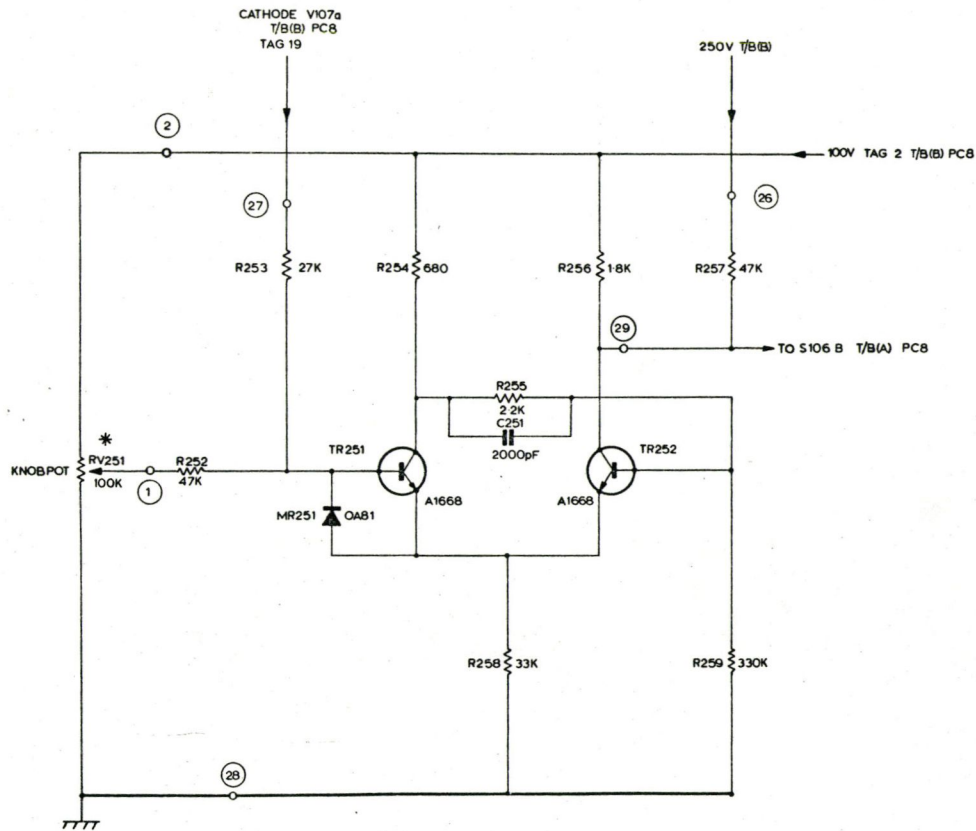 CATHODE V107a
T/B(B) PC8
TAG 19
250V T/B(B)
2
100V TAG 2 T/B(B) PC8
27
26
R253 27K
R254 680
R256 1·8K
R257 47K
29
TO S106 B T/B(A) PC8
R255
2·2K
C251
2000pF
*
KNOBPOT
RV251
100K
1
R252
47K
TR251
A1668
TR252
A1668
MR251 OA81
R258 33K
R259 330K
28